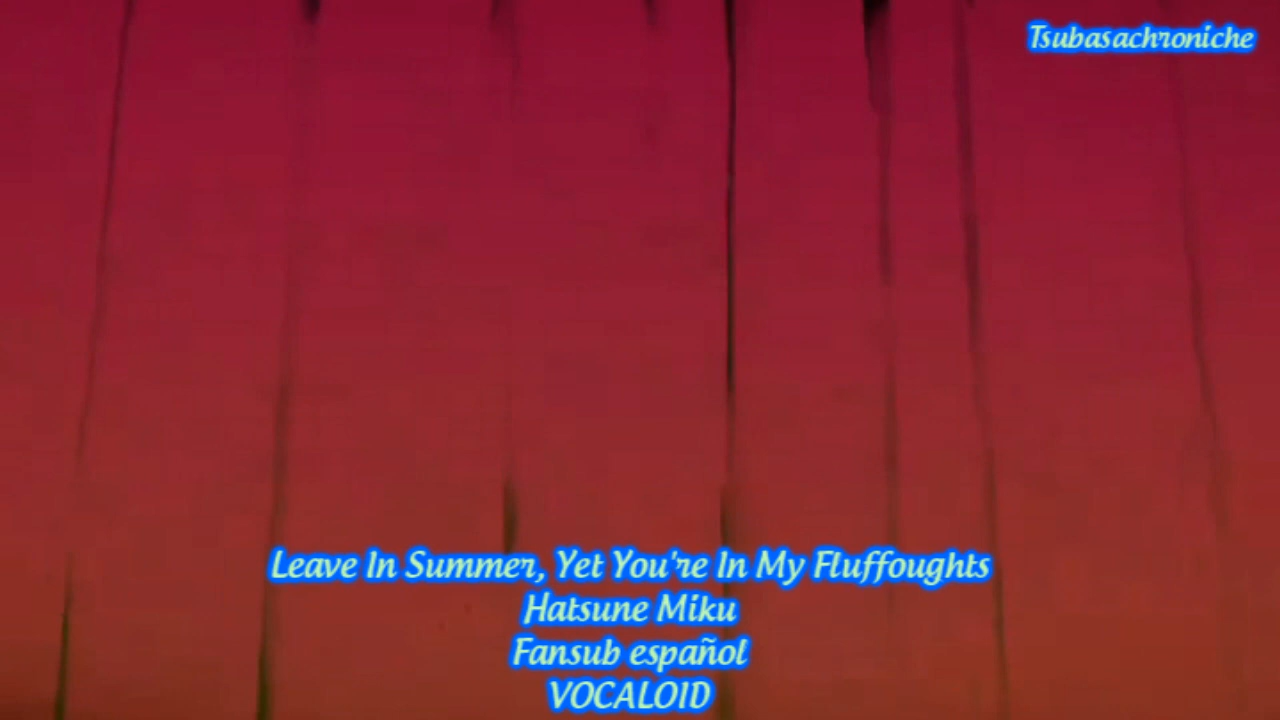 Tsubasachroniche
Leave In Summer, Yet You're In My Fluffoughts
Hatsune Miku
Fansub español
VOCALOID